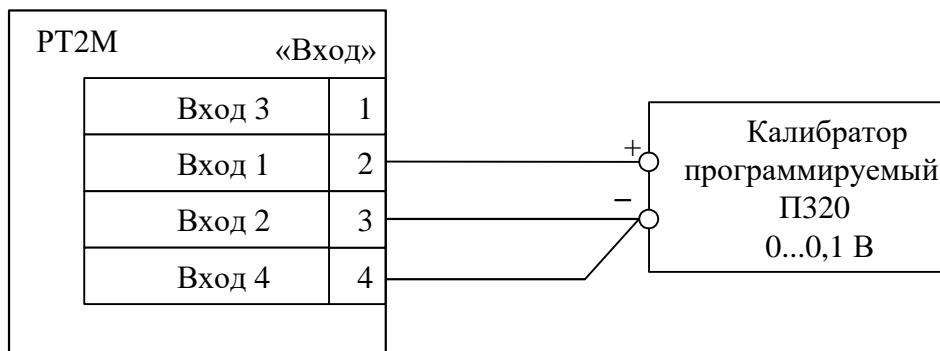 РТ2М «Вход»
Вход 3 1
Вход 1 2
Вход 2 3
Вход 4 4
+
−
Калибратор
программируемый
П320
0...0,1 В